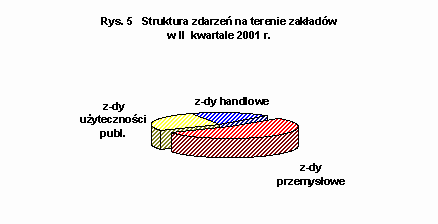 Rys. 5 Struktura zdarzeń na terenie zakładów
w II kwartale 2001 r.
z-dy handlowe
z-dy
użyteczności
publ.
z-dy
przemysłowe